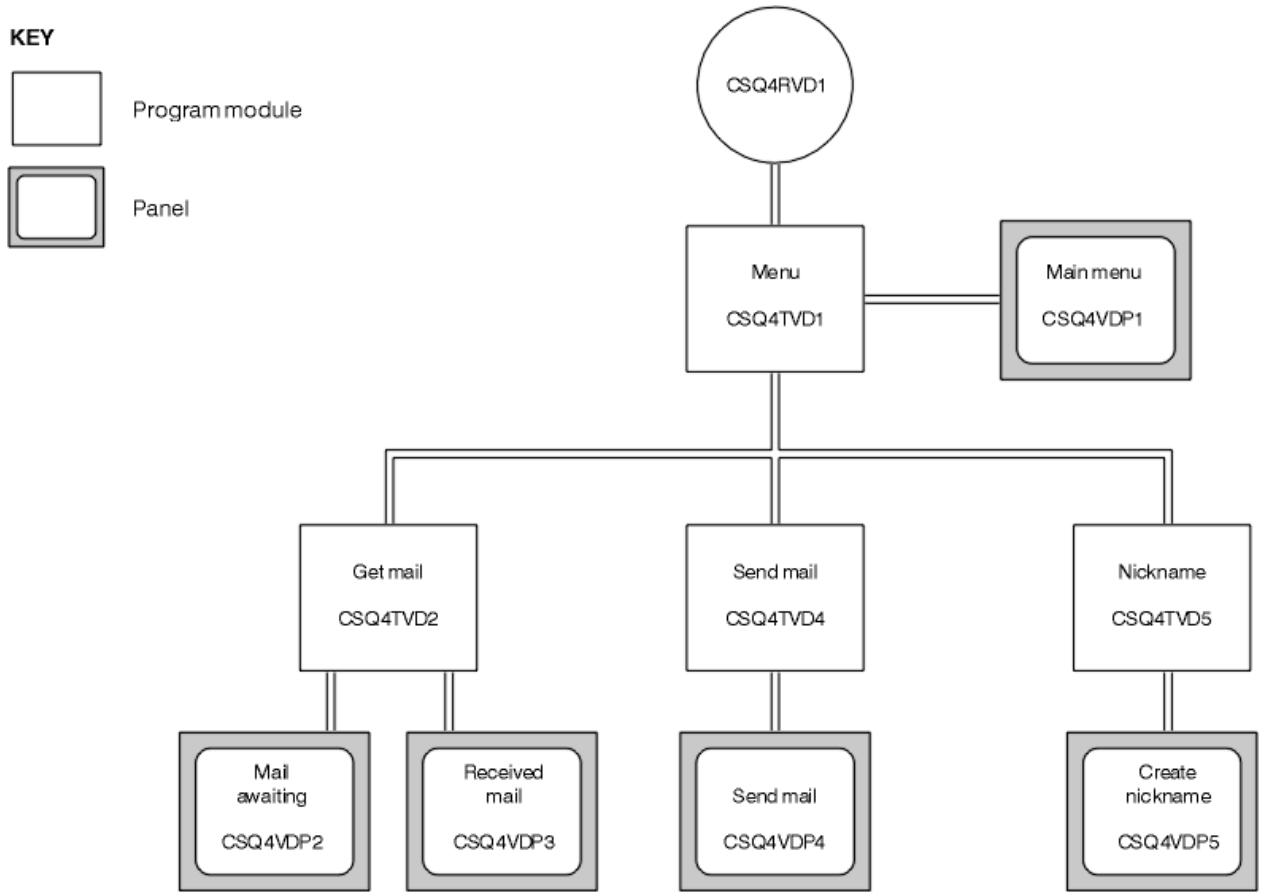 KEY
Program module
Panel
CSQ4RVD1
Menu
CSQ4TVD1
Main menu
CSQ4VDP1
Get mail
CSQ4TVD2
Send mail
CSQ4TVD4
Nickname
CSQ4TVD5
Mail
awaiting
CSQ4VDP2
Received
mail
CSQ4VDP3
Send mail
CSQ4VDP4
Create
nickname
CSQ4VDP5